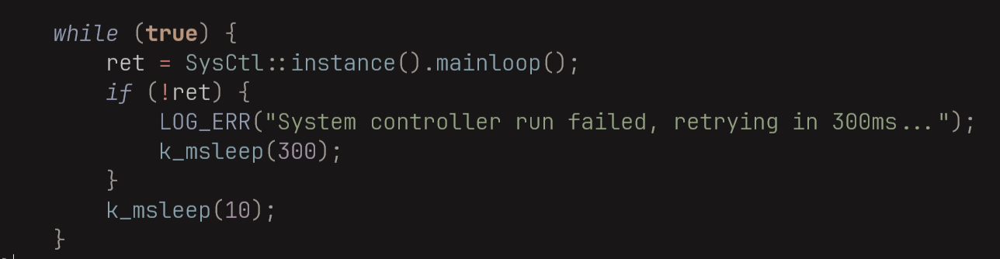 while (true) {
    ret = SysCtl::instance().mainloop();
    if (!ret) {
        LOG_ERR("System controller run failed, retrying in 300ms...");
        k_msleep(300);
    }
    k_msleep(10);
}